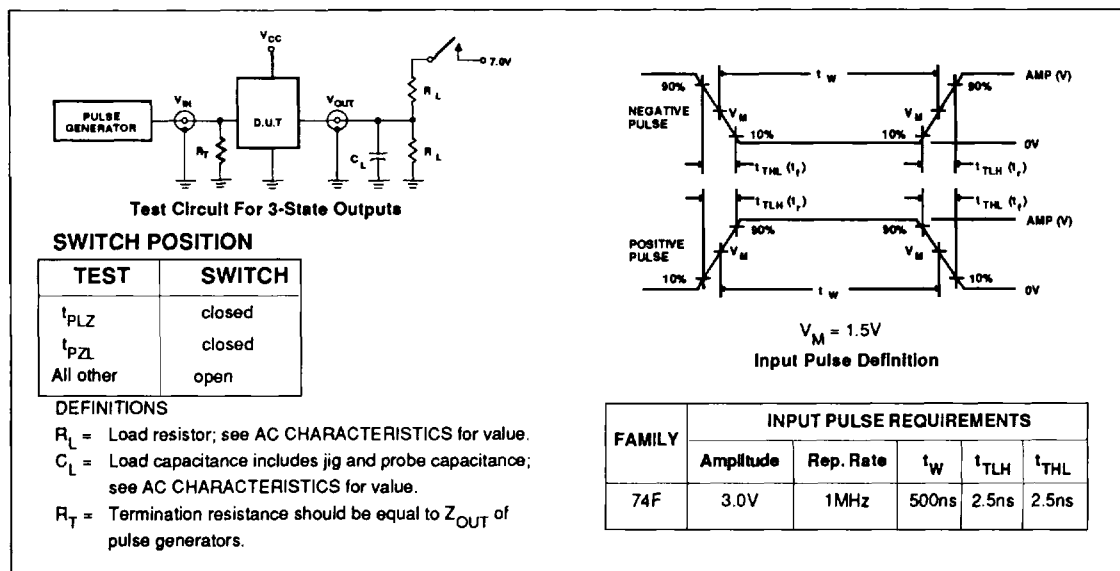 VCC
7.0V
RL
PULSE GENERATOR
VIN
D.U.T
VOUT
RT
CL
RL
Test Circuit For 3-State Outputs
SWITCH POSITION
TEST SWITCH
tPLZ closed
tPZL closed
All other open
DEFINITIONS
RL = Load resistor; see AC CHARACTERISTICS for value.
CL = Load capacitance includes jig and probe capacitance;
see AC CHARACTERISTICS for value.
RT = Termination resistance should be equal to ZOUT of
pulse generators.
tW
AMP (V)
90% 90%
NEGATIVE
PULSE
VM VM
10% 10%
0V
tTHL (tf) tTLH (tr)
tTLH (tr) tTHL (tf)
AMP (V)
90% 90%
POSITIVE
PULSE
VM VM
10% 10%
tW
0V
VM = 1.5V
Input Pulse Definition
FAMILY INPUT PULSE REQUIREMENTS
Amplitude Rep. Rate tW tTLH tTHL
74F 3.0V 1MHz 500ns 2.5ns 2.5ns